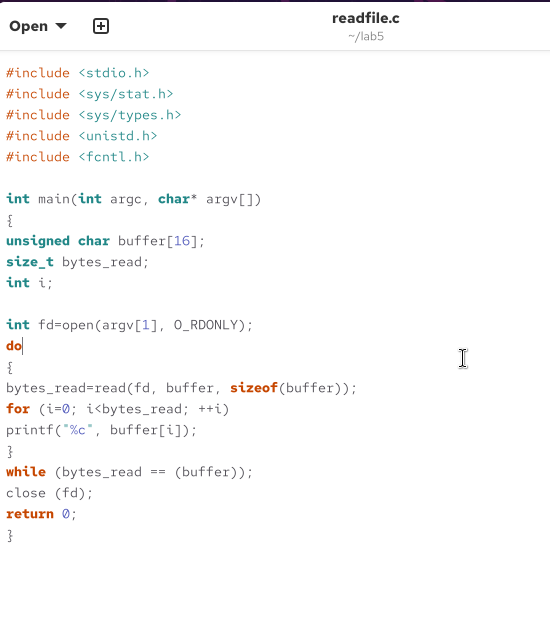 Open
readfile.c
~/lab5
#include <stdio.h>
#include <sys/stat.h>
#include <sys/types.h>
#include <unistd.h>
#include <fcntl.h>
int main(int argc, char* argv[])
{
unsigned char buffer[16];
size_t bytes_read;
int i;
int fd=open(argv[1], O_RDONLY);
do
{
bytes_read=read(fd, buffer, sizeof(buffer));
for (i=0; i<bytes_read; ++i)
printf("%c", buffer[i]);
}
while (bytes_read == (buffer));
close (fd);
return 0;
}